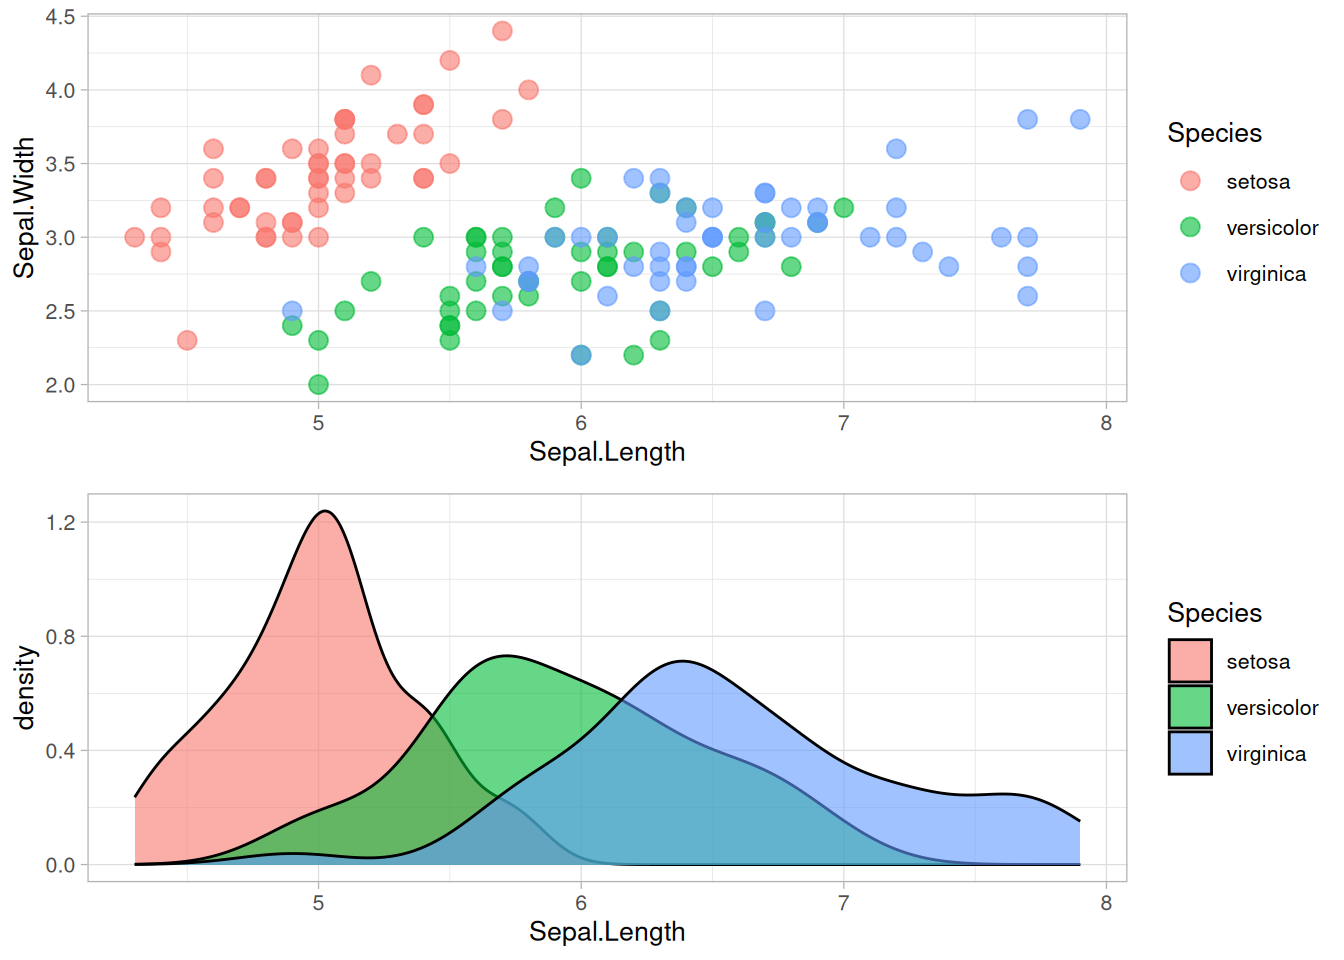 4.5
4.0
3.5
3.0
2.5
2.0
Sepal.Width
5 6 7 8
Sepal.Length
Species
setosa
versicolor
virginica
1.2
0.8
0.4
0.0
density
5 6 7 8
Sepal.Length
Species
setosa
versicolor
virginica